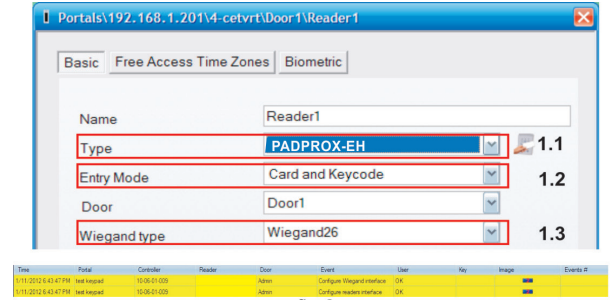 Portals\192.168.1.201\4-cetvrt\Door1\Reader1
Basic Free Access Time Zones Biometric
Name Reader1
Type PADPROX-EH 1.1
Entry Mode Card and Keycode 1.2
Door Door1
Wiegand type Wiegand26 1.3
Time Portal Controller Reader Door Event User Key Image Events #
1/11/2012 6:43:47 PM test keypad 10-06-01-009 Admin Configure Wiegand interface OK
1/11/2012 6:43:47 PM test keypad 10-06-01-009 Admin Configure readers interface OK